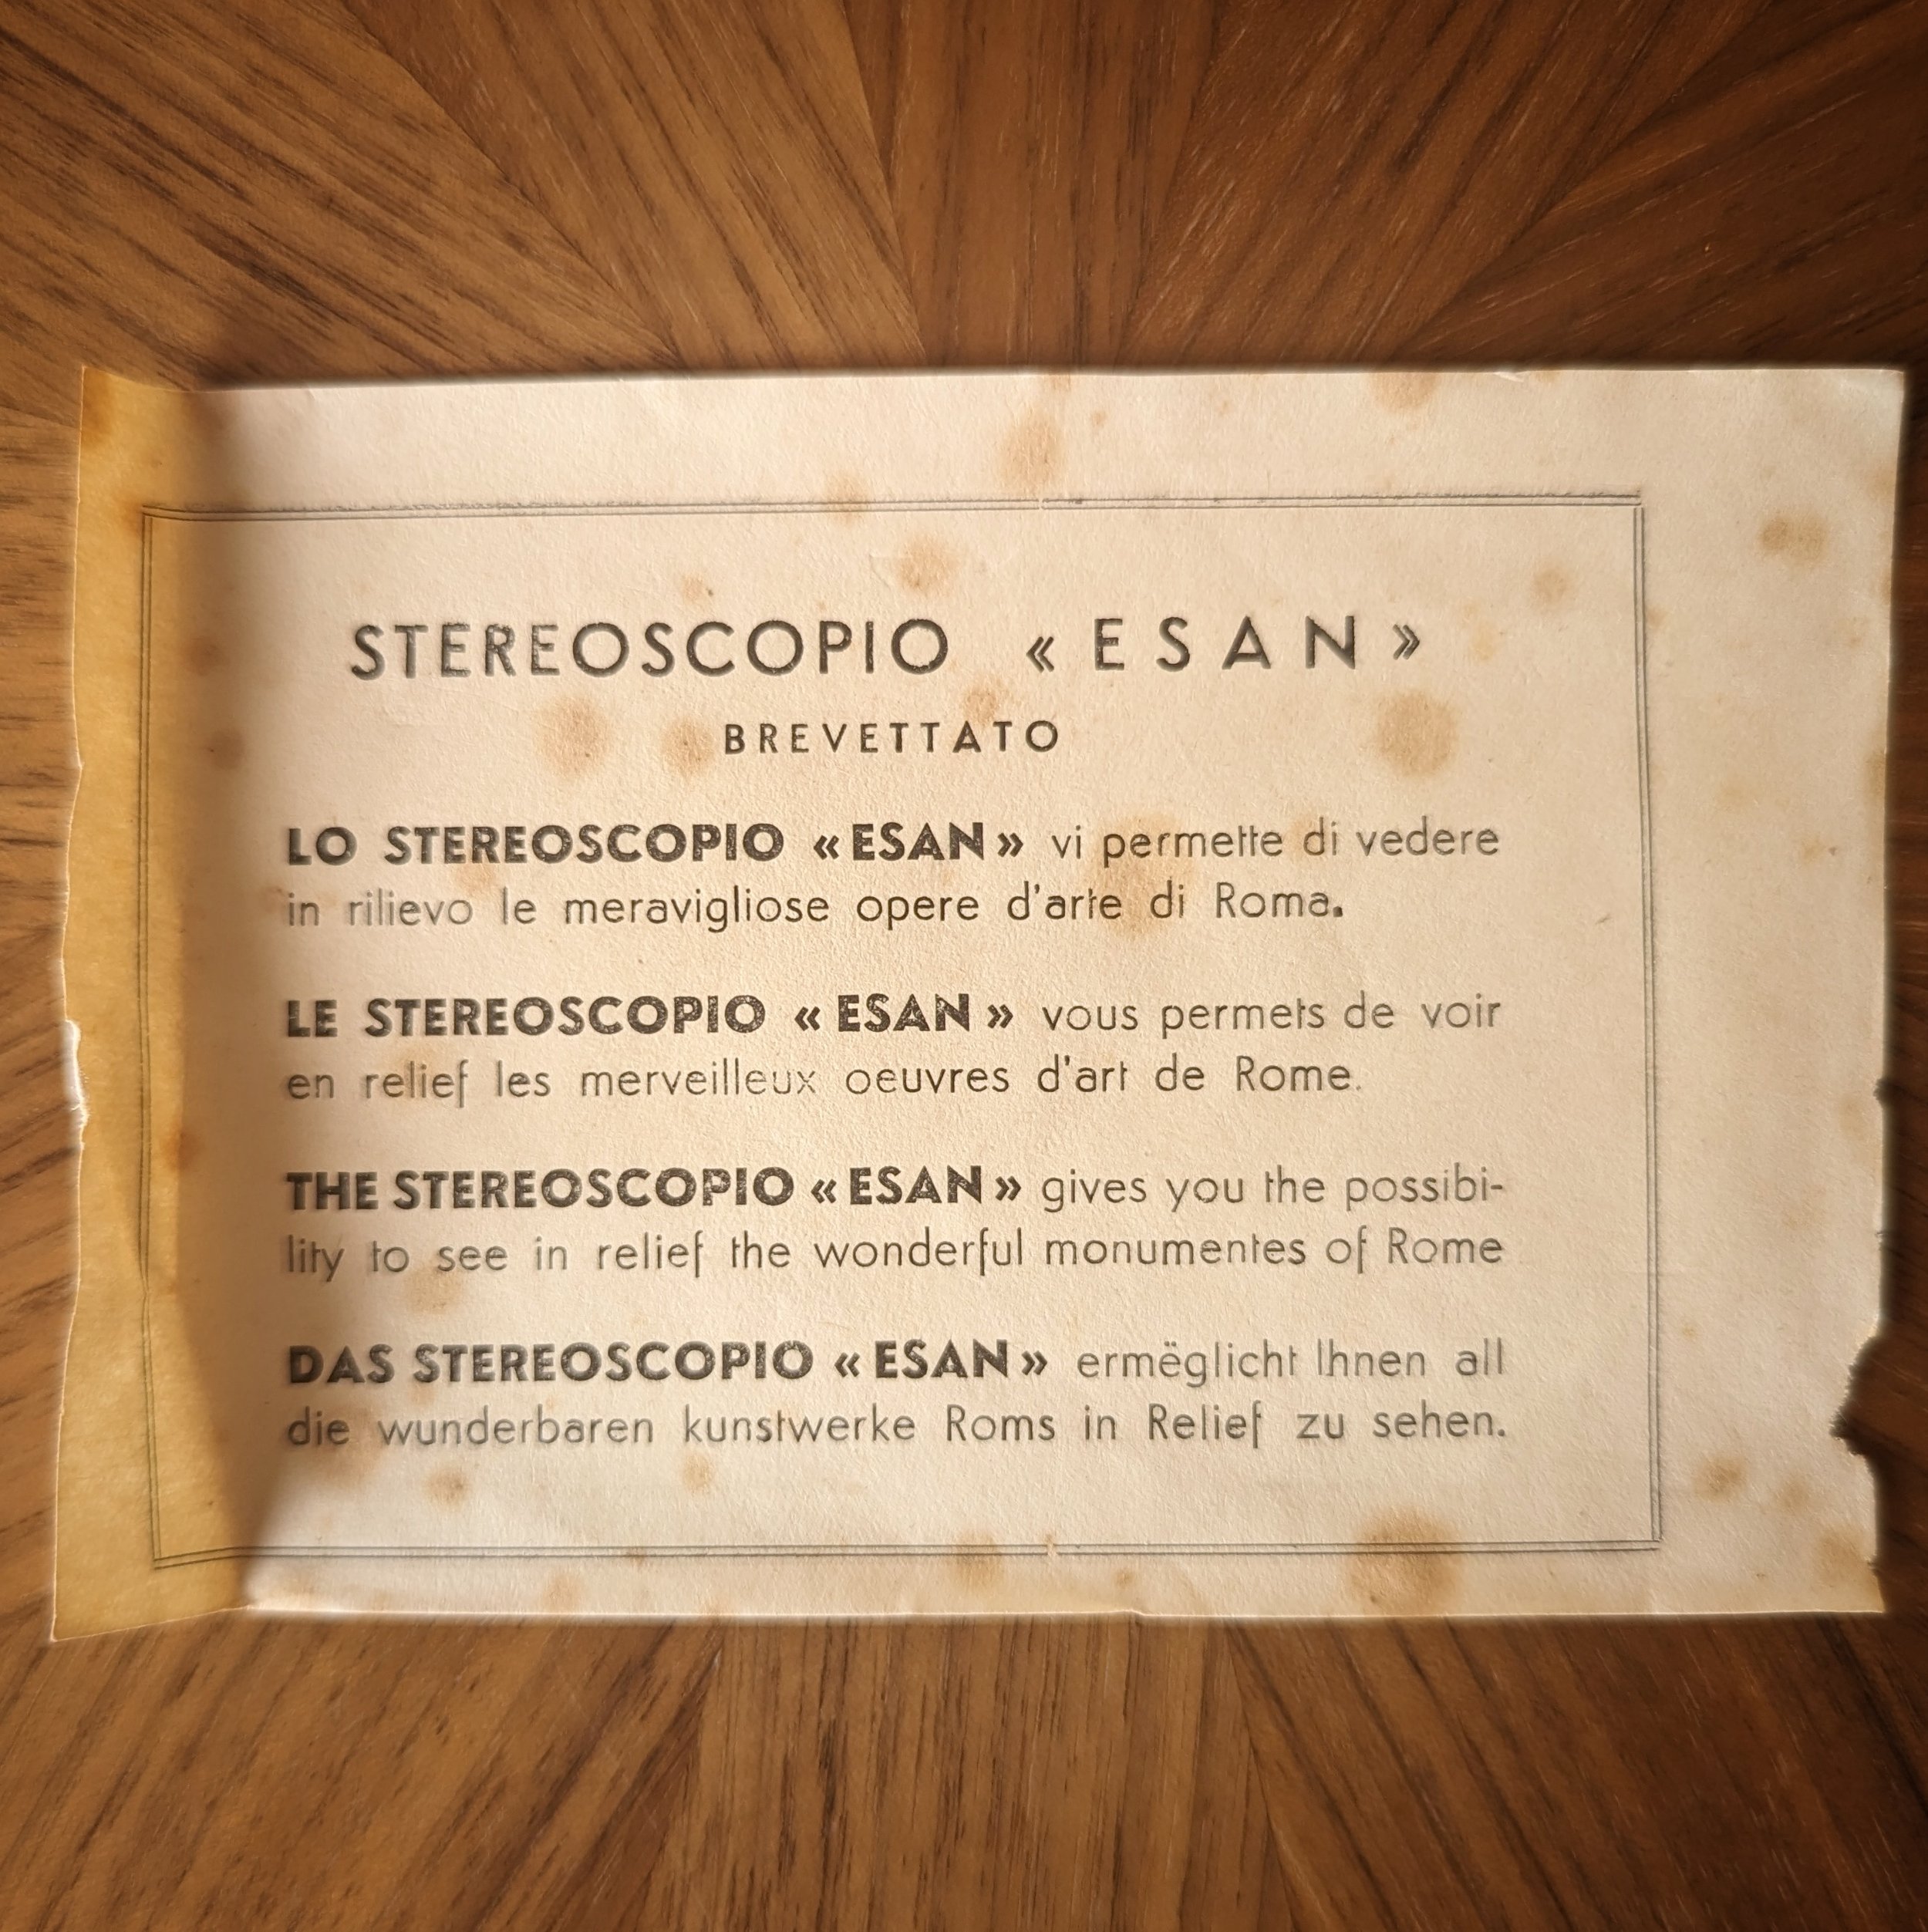 STEREOSCOPIO « ESAN »
BREVETTATO
LO STEREOSCOPIO « ESAN » vi permette di vedere
in rilievo le meravigliose opere d'arte di Roma.
LE STEREOSCOPIO « ESAN » vous permets de voir
en relief les merveilleux oeuvres d'art de Rome.
THE STEREOSCOPIO « ESAN » gives you the possibi-
lity to see in relief the wonderful monumentes of Rome
DAS STEREOSCOPIO « ESAN » ermëglicht Ihnen all
die wunderbaren kunstwerke Roms in Relief zu sehen.